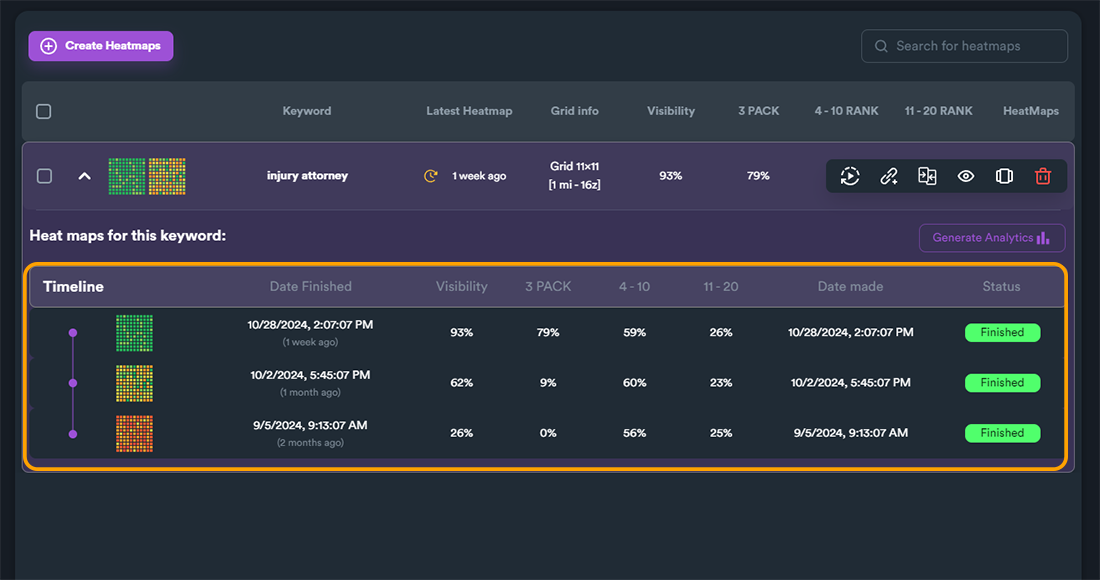 Create Heatmaps
Search for heatmaps
Keyword Latest Heatmap Grid info Visibility 3 PACK 4 - 10 RANK 11 - 20 RANK HeatMaps
injury attorney 1 week ago Grid 11x11 93% 79%
[1 mi - 16z]
Heat maps for this keyword:
Generate Analytics
Timeline Date Finished Visibility 3 PACK 4 - 10 11 - 20 Date made Status
10/28/2024, 2:07:07 PM 93% 79% 59% 26% 10/28/2024, 2:07:07 PM Finished
(1 week ago)
10/2/2024, 5:45:07 PM 62% 9% 60% 23% 10/2/2024, 5:45:07 PM Finished
(1 month ago)
9/5/2024, 9:13:07 AM 26% 0% 56% 25% 9/5/2024, 9:13:07 AM Finished
(2 months ago)